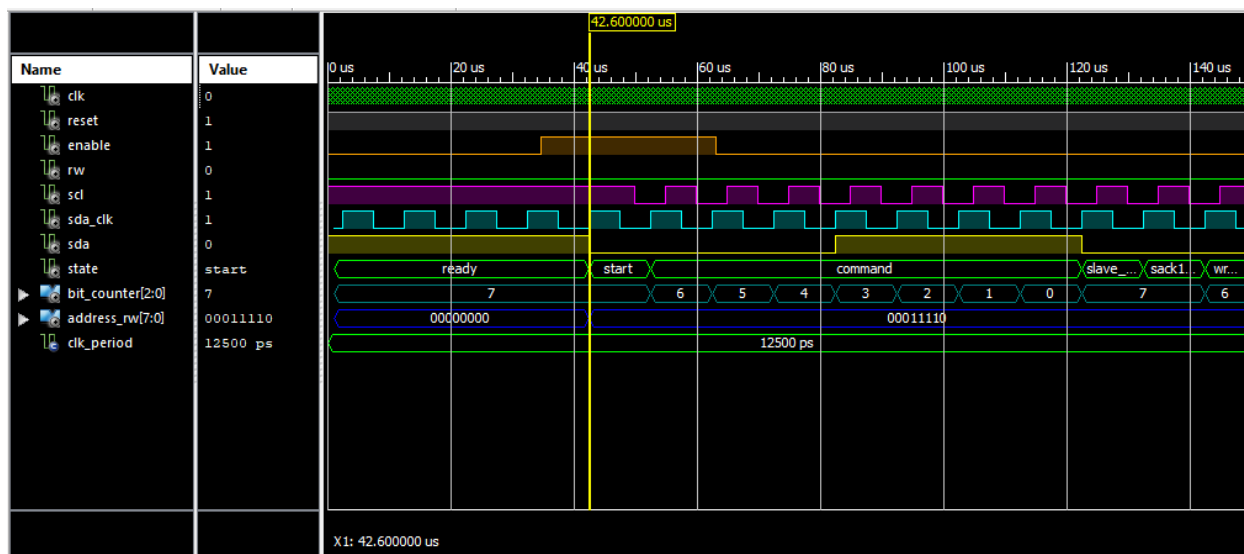 42.600000 us
Name Value 0 us 20 us 40 us 60 us 80 us 100 us 120 us 140 us
clk 0
reset 1
enable 1
rw 0
scl 1
sda_clk 1
sda 0
state start ready start command slave_... sack1... wr...
bit_counter[2:0] 7 7 6 5 4 3 2 1 0 7 6
address_rw[7:0] 00011110 00000000 00011110
clk_period 12500 ps 12500 ps
X1: 42.600000 us